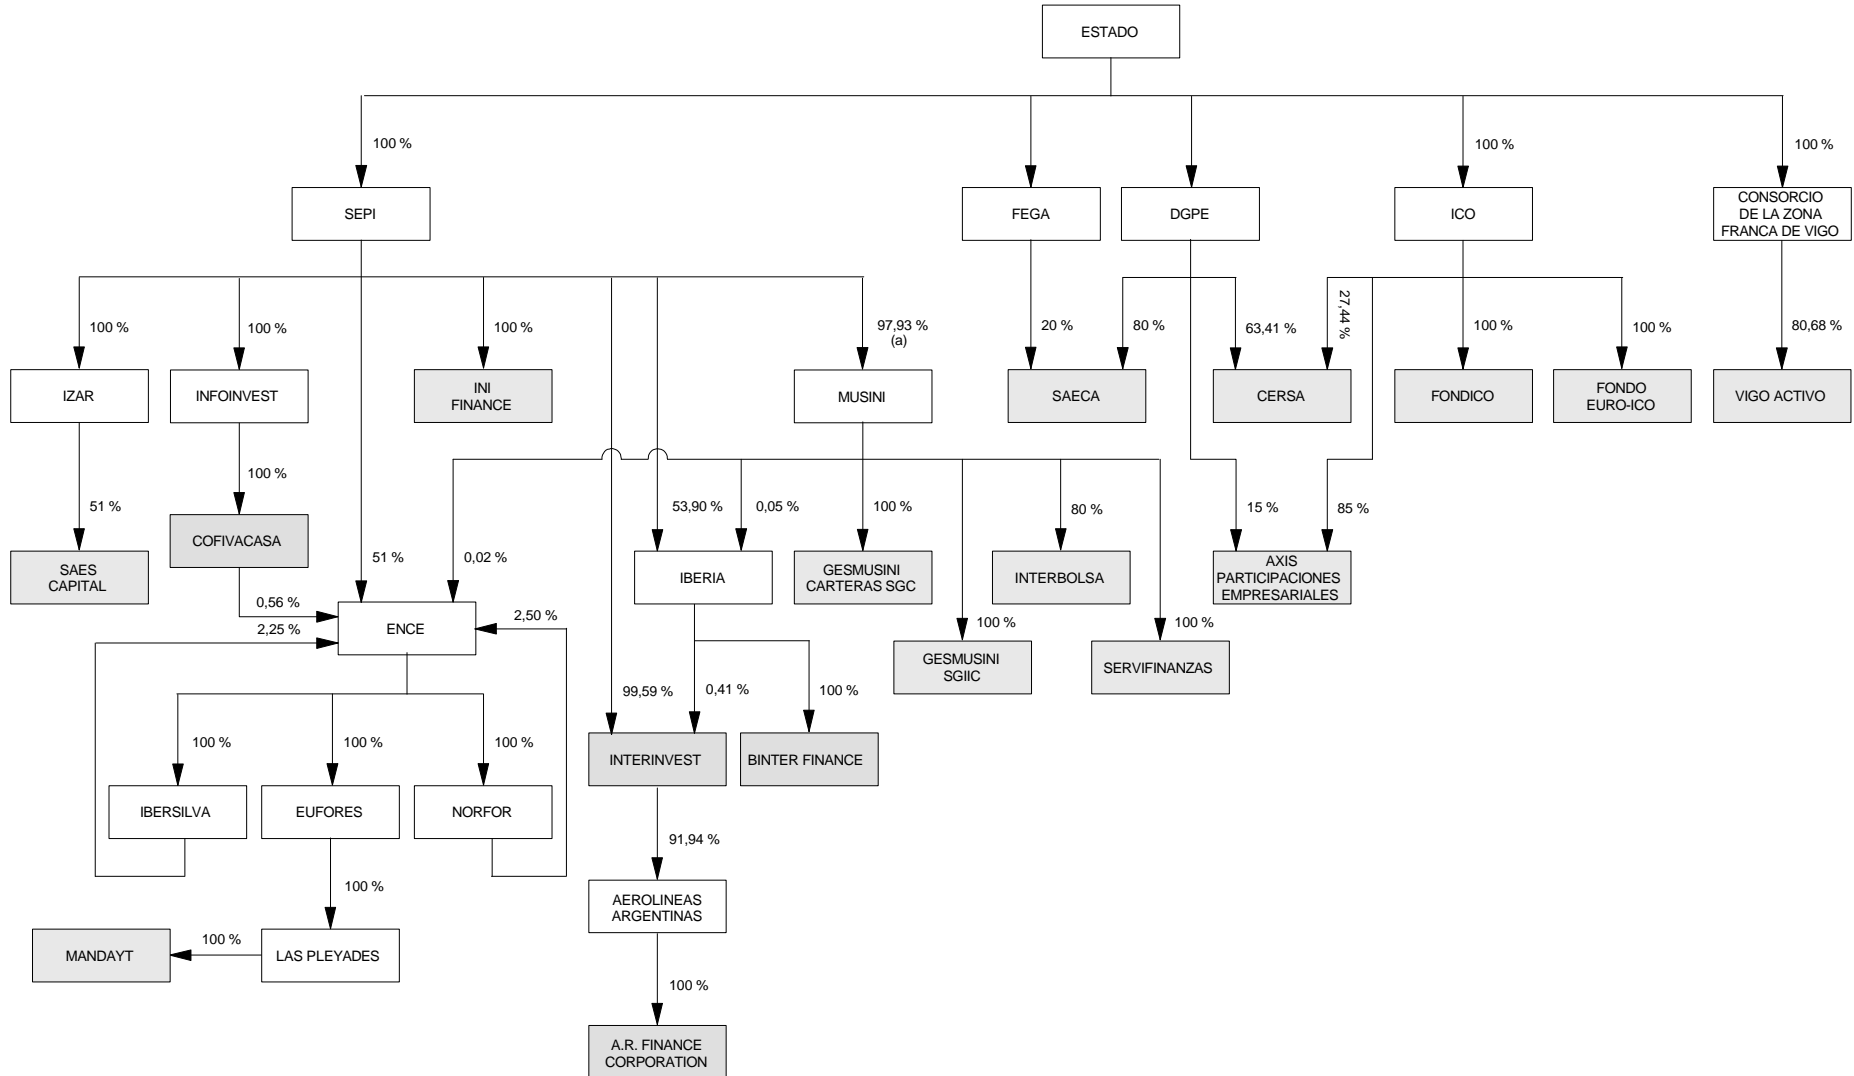 ESTADO
100 %
100 %
100 %
SEPI
FEGA
DGPE
ICO
CONSORCIO
DE LA ZONA
FRANCA DE VIGO
100 %
100 %
100 %
97,93 %
(a)
20 %
80 %
63,41 %
27,44 %
100 %
100 %
80,68 %
IZAR
INFOINVEST
INI
FINANCE
MUSINI
SAECA
CERSA
FONDICO
FONDO
EURO-ICO
VIGO ACTIVO
51 %
100 %
51 %
0,02 %
53,90 %
0,05 %
100 %
80 %
15 %
85 %
SAES
CAPITAL
COFIVACASA
IBERIA
GESMUSINI
CARTERAS SGC
INTERBOLSA
AXIS
PARTICIPACIONES
EMPRESARIALES
0,56 %
2,25 %
ENCE
2,50 %
100 %
100 %
GESMUSINI
SGIIC
SERVIFINANZAS
99,59 %
0,41 %
100 %
100 %
100 %
100 %
INTERINVEST
BINTER FINANCE
IBERSILVA
EUFORES
NORFOR
91,94 %
100 %
AEROLINEAS
ARGENTINAS
MANDAYT
100 %
LAS PLEYADES
100 %
A.R. FINANCE
CORPORATION